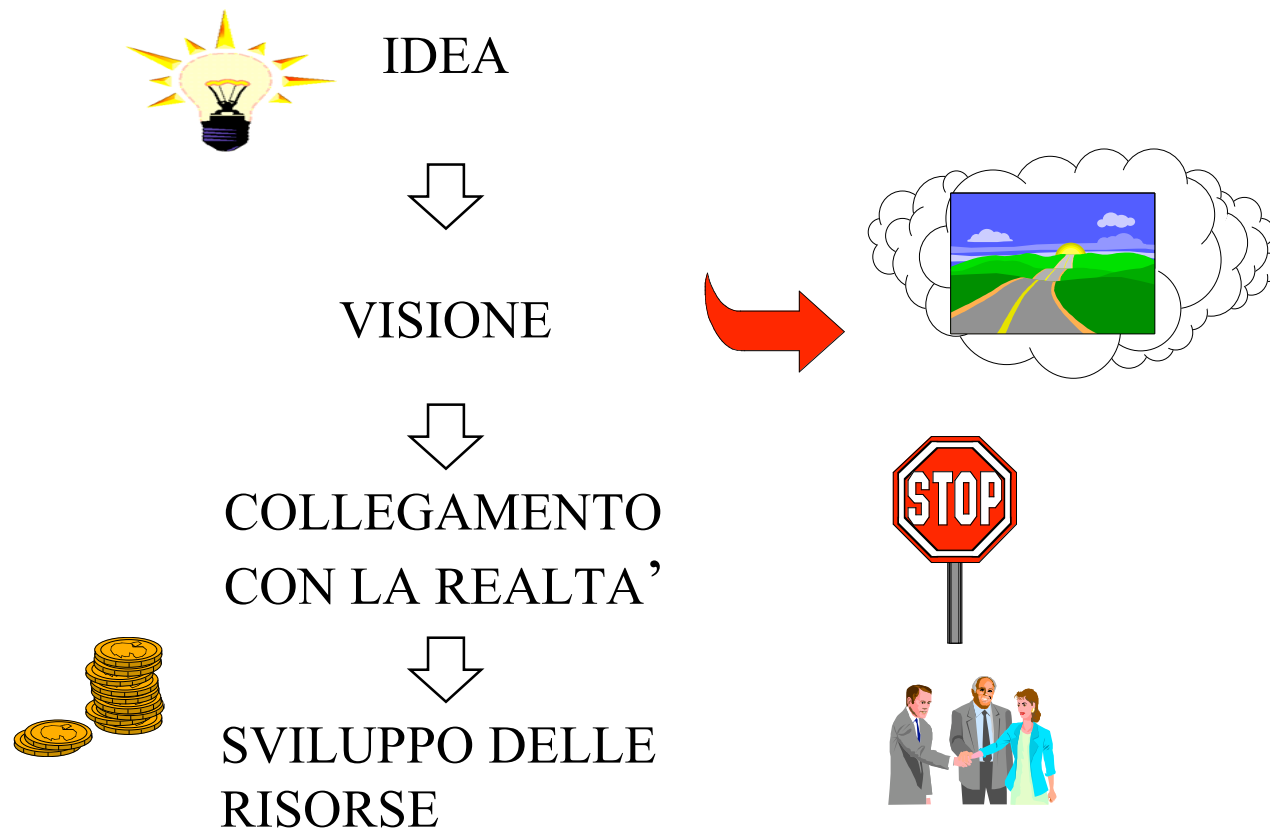 IDEA
VISIONE
COLLEGAMENTO
CON LA REALTA’
STOP
SVILUPPO DELLE
RISORSE